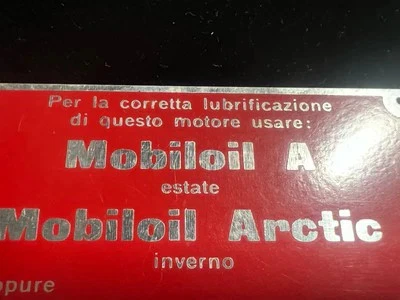 Per la corretta lubrificazione
di questo motore usare:
Mobiloil A
estate
Mobiloil Arctic
inverno
oppure